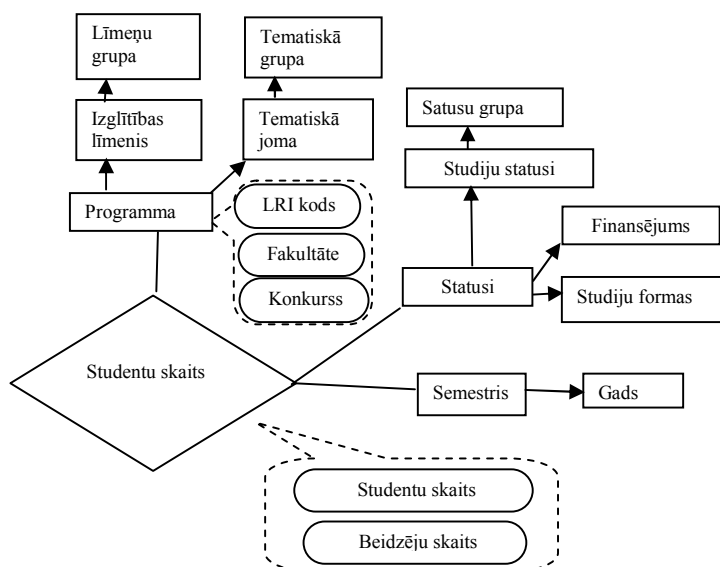 Līmeņu
grupa
Tematiskā
grupa
Izglītības
līmenis
Tematiskā
joma
Satusu grupa
Studiju statusi
Programma
LRI kods
Fakultāte
Konkurss
Finansējums
Statusi
Studiju formas
Studentu skaits
Semestris
Gads
Studentu skaits
Beidzēju skaits